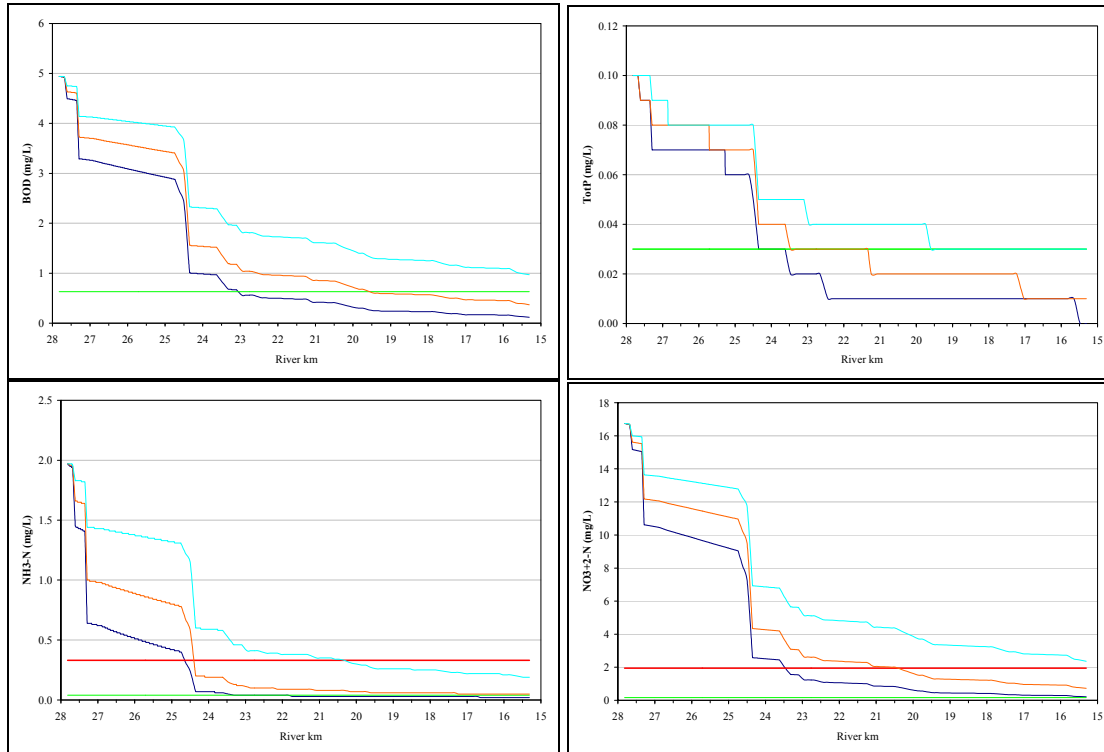 BOD (mg/L)
6
5
4
3
2
1
0
28 27 26 25 24 23 22 21 20 19 18 17 16 15
River km
TotP (mg/L)
0.10
0.08
0.06
0.04
0.02
0.00
28 27 26 25 24 23 22 21 20 19 18 17 16 15
River km
NH3-N (mg/L)
2.5
2.0
1.5
1.0
0.5
0.0
28 27 26 25 24 23 22 21 20 19 18 17 16 15
River km
NO3+2-N (mg/L)
18
16
14
12
10
8
6
4
2
0
28 27 26 25 24 23 22 21 20 19 18 17 16 15
River km